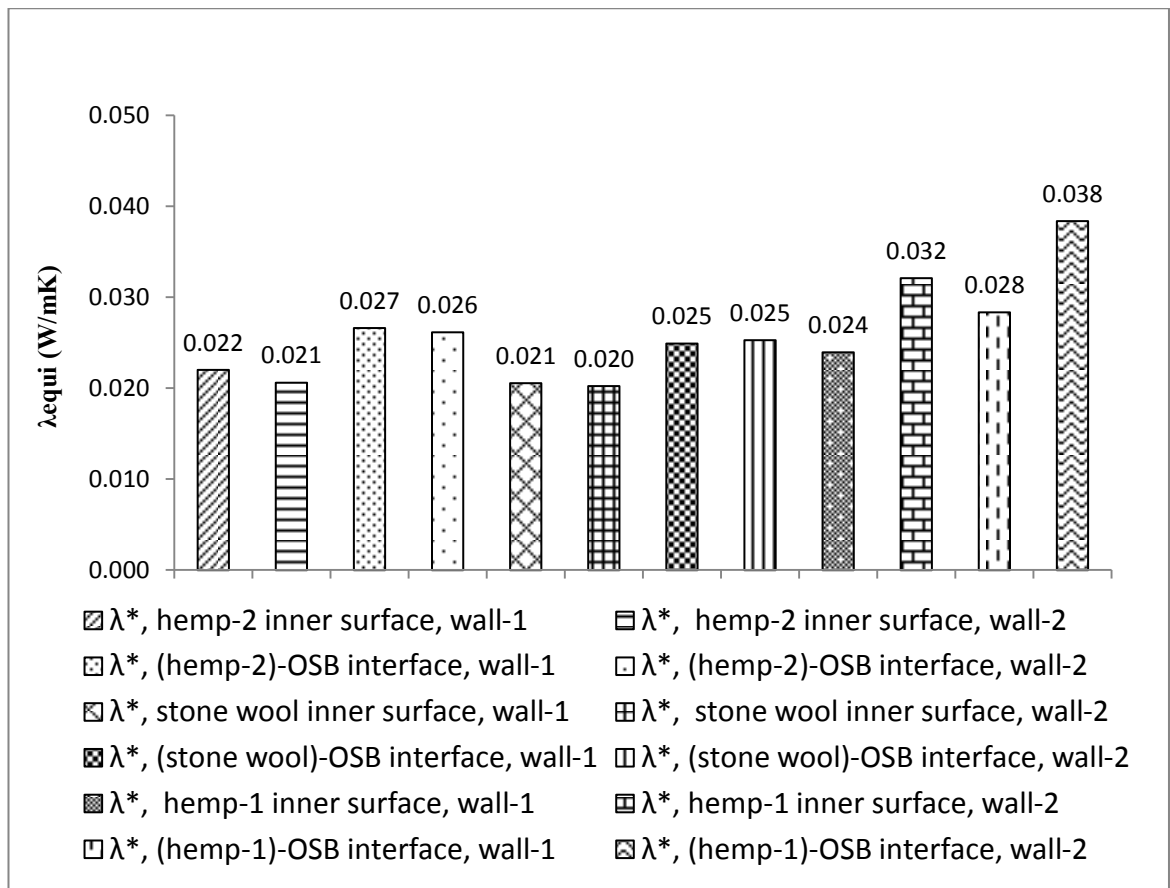 0.050
0.040
0.030
0.020
0.010
0.000
λequi (W/mK)
0.022
0.021
0.027
0.026
0.021
0.020
0.025
0.025
0.024
0.032
0.028
0.038
λ*, hemp-2 inner surface, wall-1
λ*, hemp-2 inner surface, wall-2
λ*, (hemp-2)-OSB interface, wall-1
λ*, (hemp-2)-OSB interface, wall-2
λ*, stone wool inner surface, wall-1
λ*, stone wool inner surface, wall-2
λ*, (stone wool)-OSB interface, wall-1
λ*, (stone wool)-OSB interface, wall-2
λ*, hemp-1 inner surface, wall-1
λ*, hemp-1 inner surface, wall-2
λ*, (hemp-1)-OSB interface, wall-1
λ*, (hemp-1)-OSB interface, wall-2